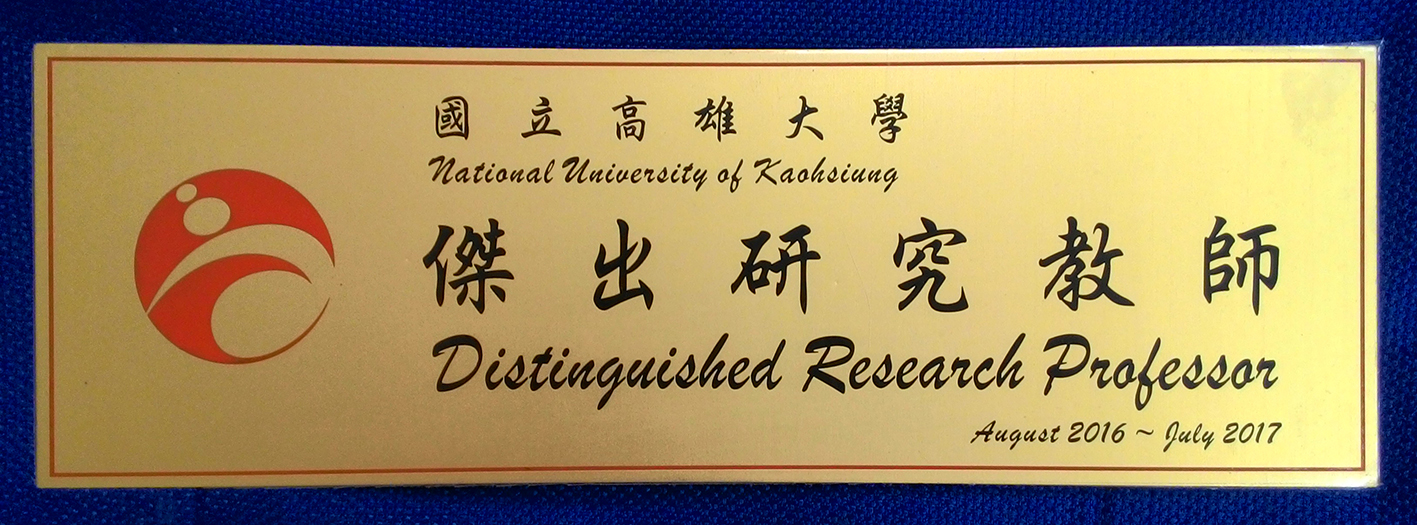 國立高雄大學
National University of Kaohsiung
傑出研究教師
Distinguished Research Professor
August 2016 ~ July 2017